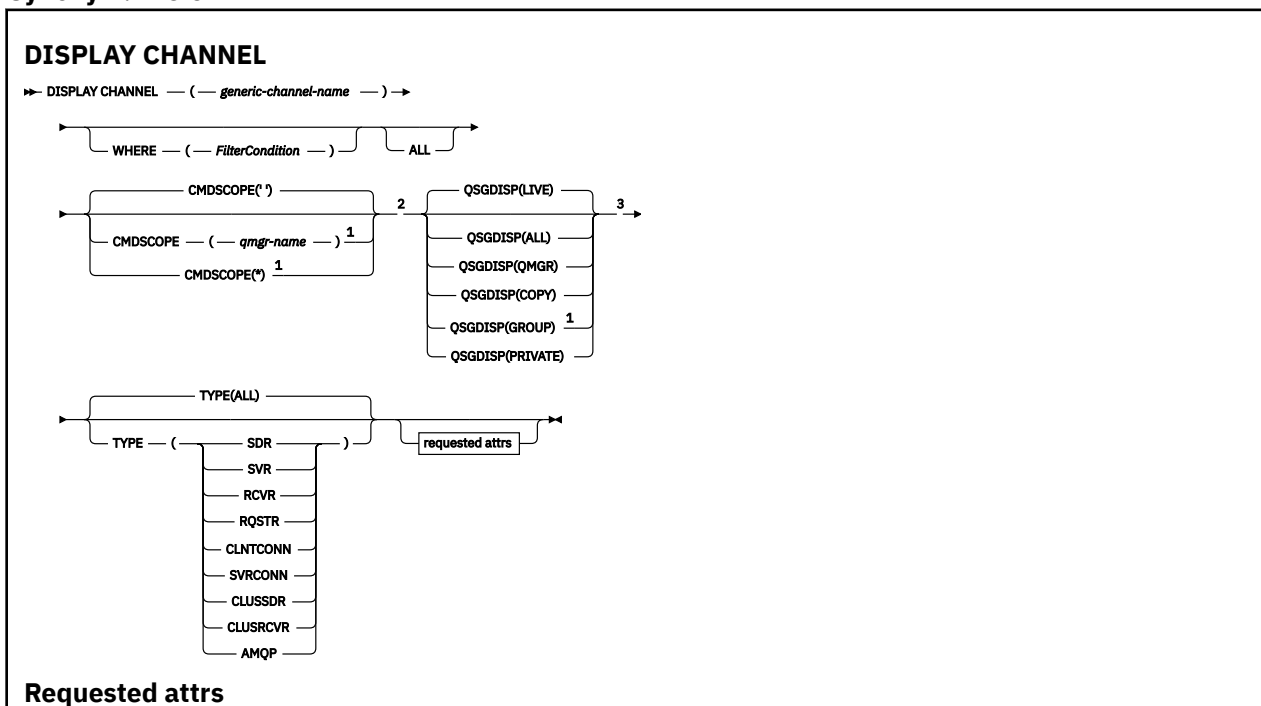 DISPLAY CHANNEL
DISPLAY CHANNEL ( generic-channel-name )
WHERE ( FilterCondition ) ALL
CMDSCOPE(' ') 2 QSGDISP(LIVE) 3
CMDSCOPE ( qmgr-name ) 1 QSGDISP(ALL)
CMDSCOPE(*) 1 QSGDISP(QMGR)
QSGDISP(COPY)
QSGDISP(GROUP) 1
QSGDISP(PRIVATE)
TYPE(ALL)
TYPE ( SDR ) requested attrs
SVR
RCVR
RQSTR
CLNTCONN
SVRCONN
CLUSSDR
CLUSRCVR
AMQP
Requested attrs